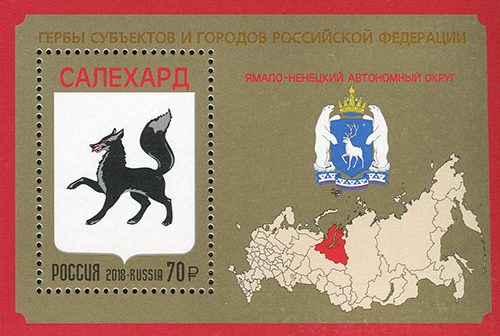 ГЕРБЫ СУБЪЕКТОВ И ГОРОДОВ РОССИЙСКОЙ ФЕДЕРАЦИИ
САЛЕХАРД
ЯМАЛО-НЕНЕЦКИЙ АВТОНОМНЫЙ ОКРУГ
РОССИЯ 2018-RUSSIA 70₽